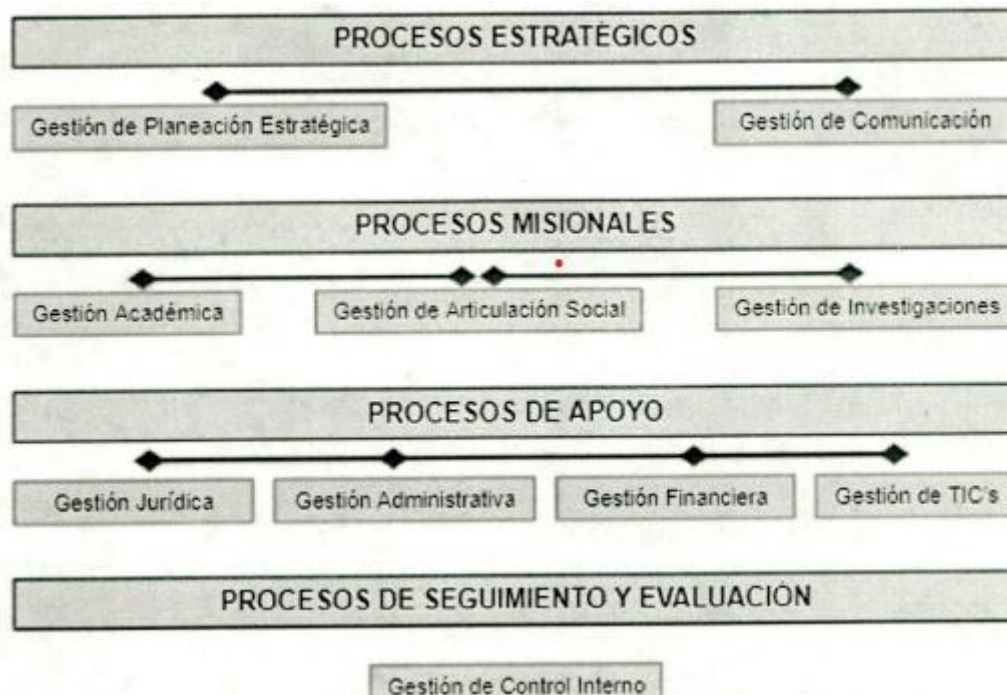 PROCESOS ESTRATÉGICOS
Gestión de Planeación Estratégica
Gestión de Comunicación
PROCESOS MISIONALES
Gestión Académica
Gestión de Articulación Social
Gestión de Investigaciones
PROCESOS DE APOYO
Gestión Jurídica
Gestión Administrativa
Gestión Financiera
Gestión de TIC's
PROCESOS DE SEGUIMIENTO Y EVALUACIÓN
Gestión de Control Interno